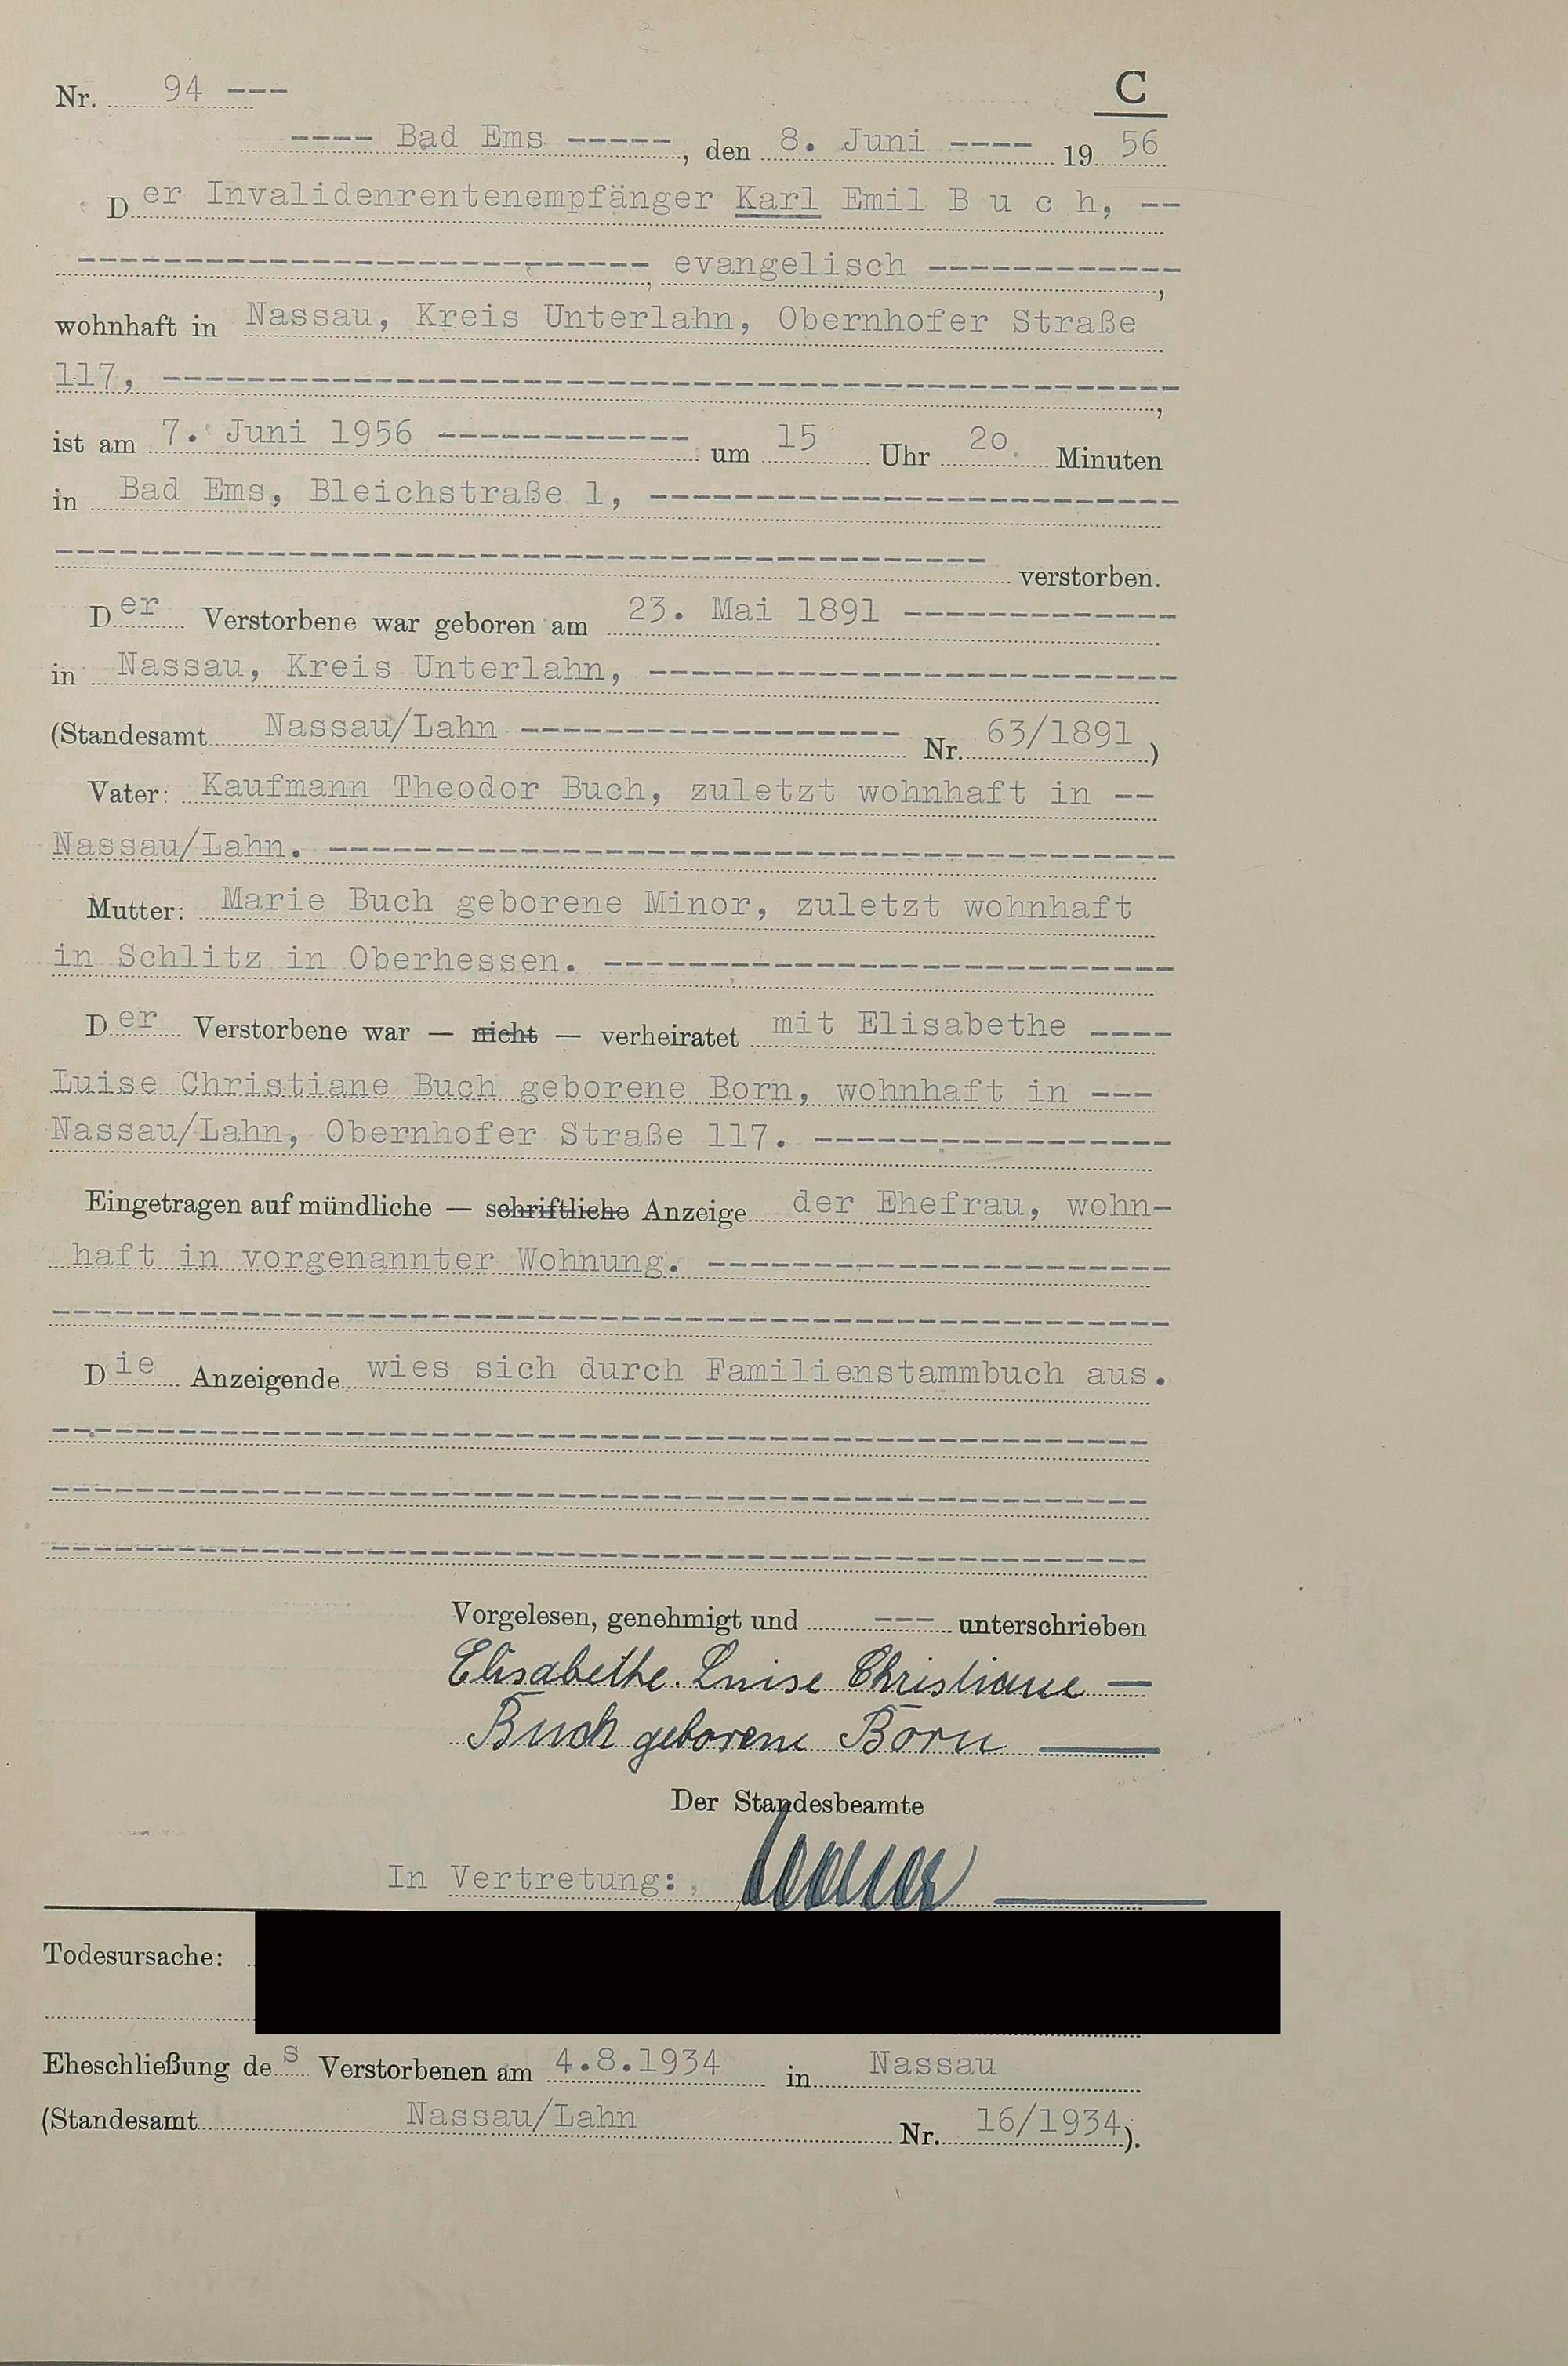 Nr. 94 ---
C
---- Bad Ems -----, den 8. Juni ---- 19 56
Der Invalidenrentenempfänger Karl Emil B u c h, --
--------------------------- , evangelisch ------------ ,
wohnhaft in Nassau, Kreis Unterlahn, Obernhofer Straße
117, ------------------------------------------------ ,
ist am 7. Juni 1956 ------------ um 15 Uhr 20 Minuten
in Bad Ems, Bleichstraße 1, -------------------------
-------------------------------------------- verstorben.
Der Verstorbene war geboren am 23. Mai 1891 -------------
in Nassau, Kreis Unterlahn, -------------------------
(Standesamt Nassau/Lahn ------------------ Nr. 63/1891 )
Vater: Kaufmann Theodor Buch, zuletzt wohnhaft in --
Nassau/Lahn. ----------------------------------------
Mutter: Marie Buch geborene Minor, zuletzt wohnhaft
in Schlitz in Oberhessen. ---------------------------
Der Verstorbene war — nicht — verheiratet mit Elisabethe ----
Luise Christiane Buch geborene Born, wohnhaft in ---
Nassau/Lahn, Obernhofer Straße 117. -----------------
Eingetragen auf mündliche — schriftliche Anzeige der Ehefrau, wohn-
haft in vorgenannter Wohnung. ----------------------
-----------------------------------------------------
Die Anzeigende wies sich durch Familienstammbuch aus.
----------------------------------------------------
----------------------------------------------------
----------------------------------------------------
Vorgelesen, genehmigt und --- unterschrieben
Elisabethe Luise Christiane —
Buch geborene Born —
Der Standesbeamte
In Vertretung:
Todesursache:
Eheschließung des Verstorbenen am 4.8.1934 in Nassau
(Standesamt Nassau/Lahn Nr. 16/1934).